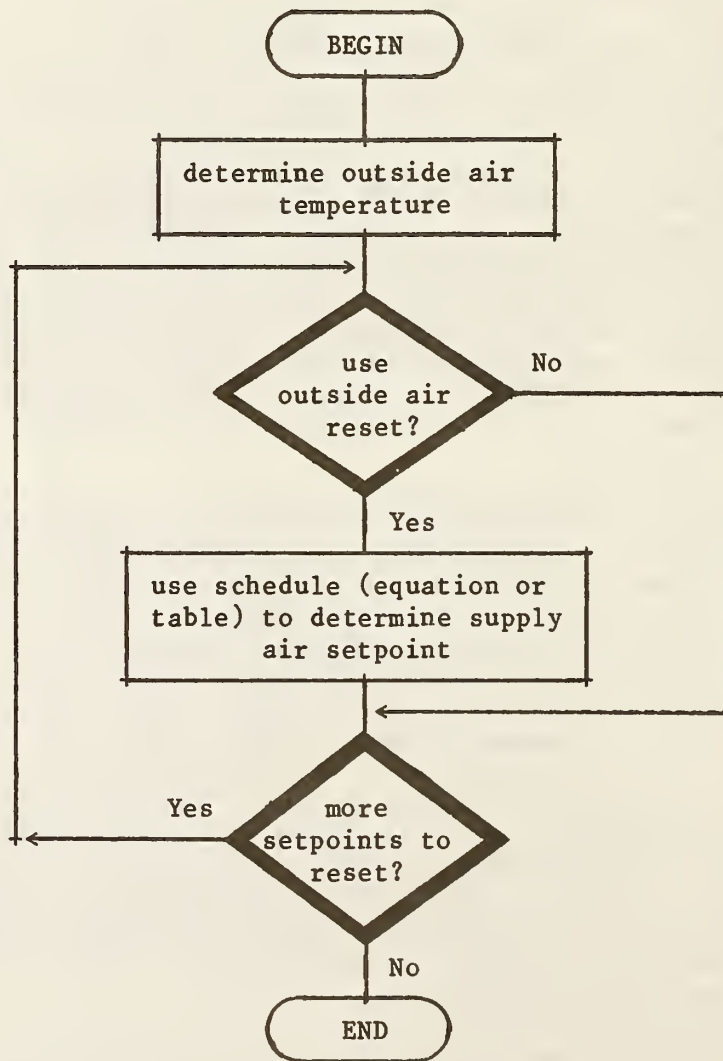 BEGIN
determine outside air
temperature
use
outside air
reset?
No
Yes
use schedule (equation or
table) to determine supply
air setpoint
Yes
more
setpoints to
reset?
No
END